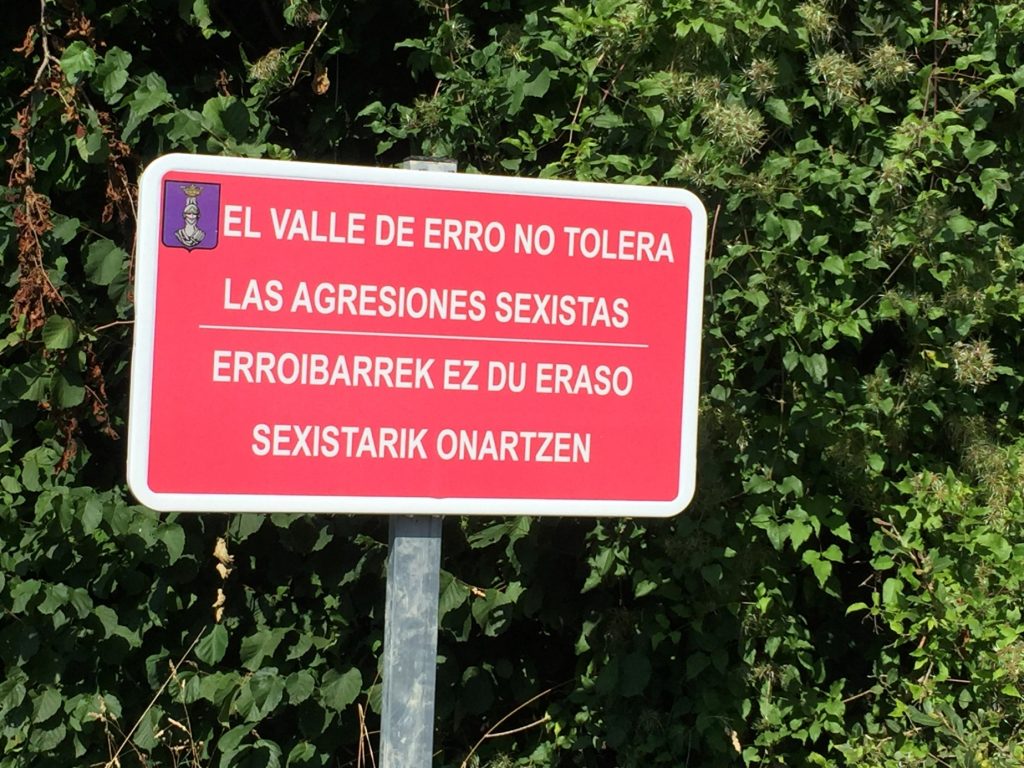 EL VALLE DE ERRO NO TOLERA
LAS AGRESIONES SEXISTAS
ERROIBARREK EZ DU ERASO
SEXISTARIK ONARTZEN